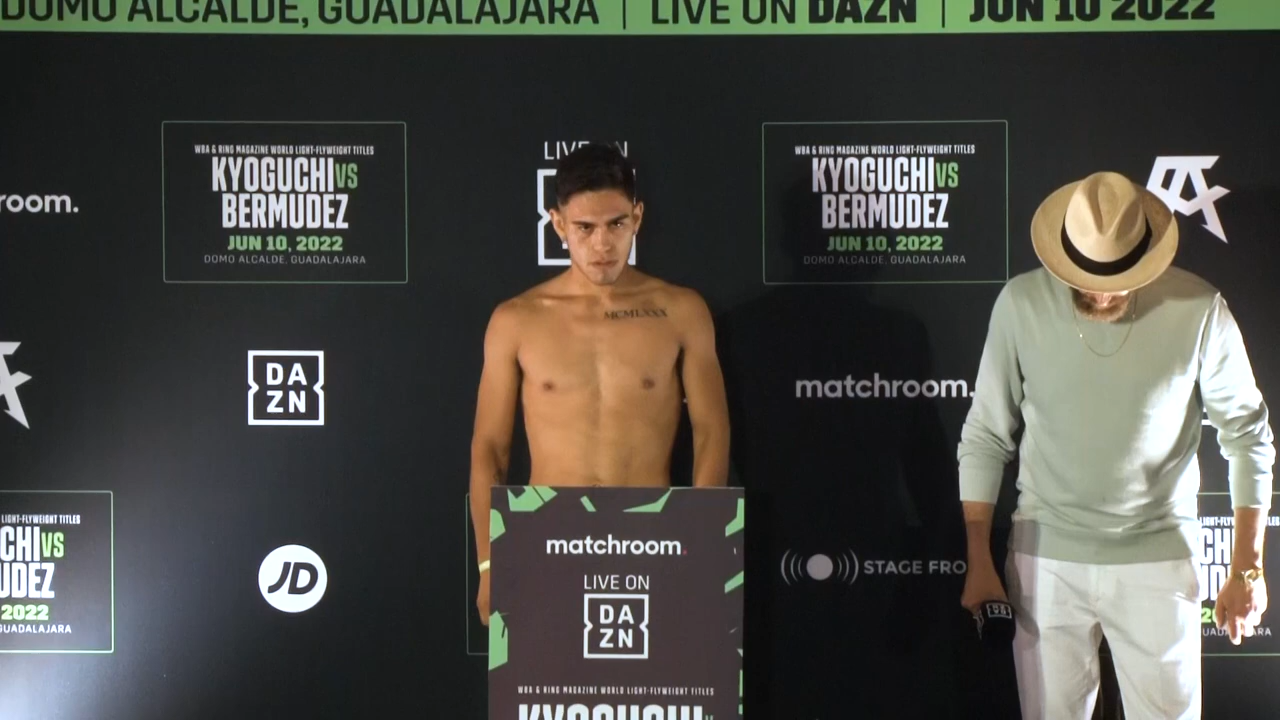 DOMO ALCALDE, GUADALAJARA | LIVE ON DAZN | JUN 10 2022
WBA & RING MAGAZINE WORLD LIGHT-FLYWEIGHT TITLES
KYOGUCHI VS
BERMUDEZ
JUN 10, 2022
DOMO ALCALDE, GUADALAJARA
LIVE ON
WBA & RING MAGAZINE WORLD LIGHT-FLYWEIGHT TITLES
KYOGUCHI VS
BERMUDEZ
JUN 10, 2022
DOMO ALCALDE, GUADALAJARA
room.
MCMLXXX
DA
ZN
matchroom.
LIGHT-FLYWEIGHT TITLES
CHI VS
UDEZ
2022
GUADALAJARA
JD
matchroom.
LIVE ON
DA
ZN
WBA & RING MAGAZINE WORLD LIGHT-FLYWEIGHT TITLES
KYOGUCHI
STAGE FRO
DA
ZN